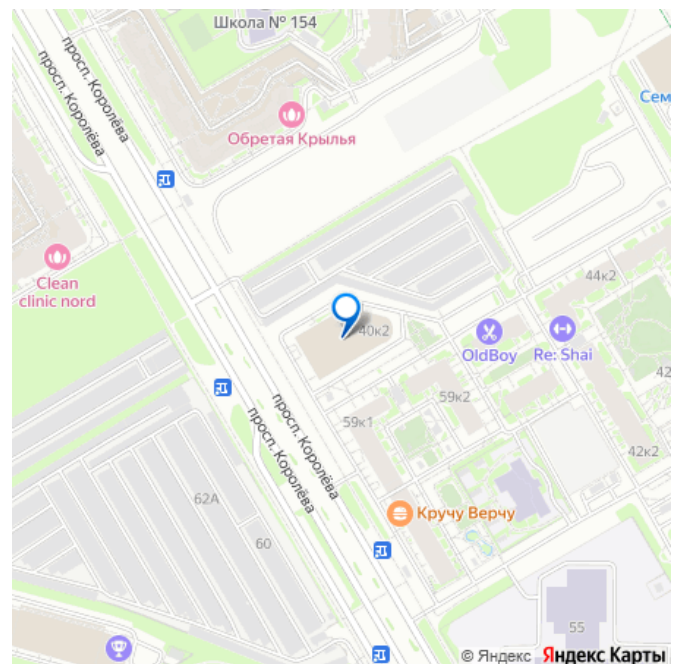 Школа № 154
просп. Королёва
просп. Королёва
Обретая Крылья
Сем
Clean
clinic nord
44к2
40к2
OldBoy
Re: Shai
42
59к2
59к1
просп. Королёва
просп. Королёва
42к2
62А
Кручу Верчу
60
55
© Яндекс Яндекс Карты